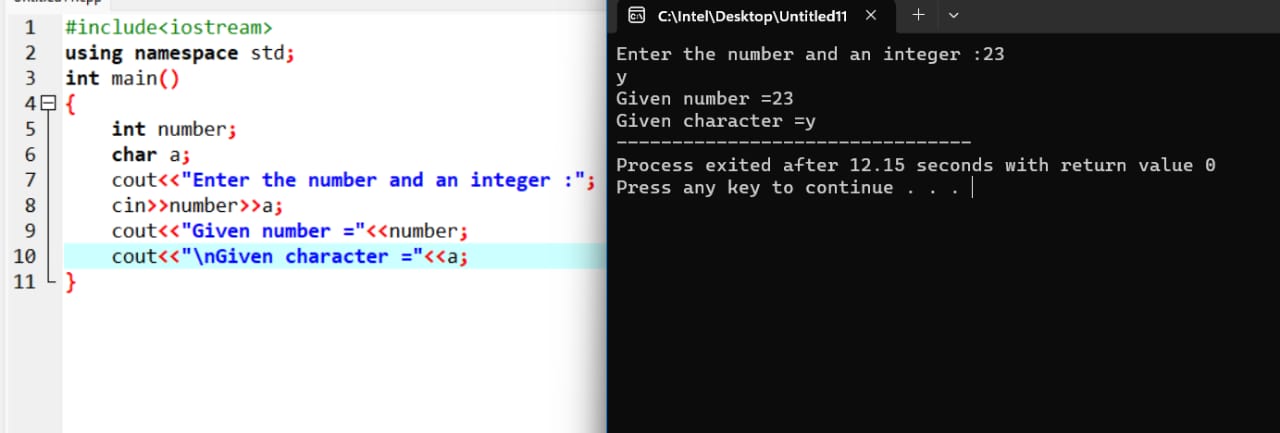 1 #include<iostream>
2 using namespace std;
3 int main()
4 {
5 int number;
6 char a;
7 cout<<"Enter the number and an integer :";
8 cin>>number>>a;
9 cout<<"Given number ="<<number;
10 cout<<"\nGiven character ="<<a;
11 }
C:\Intel\Desktop\Untitled11
Enter the number and an integer :23
y
Given number =23
Given character =y
--------------------------------
Process exited after 12.15 seconds with return value 0
Press any key to continue . . .